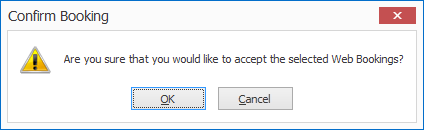 Confirm Booking
Are you sure that you would like to accept the selected Web Bookings?
OK
Cancel